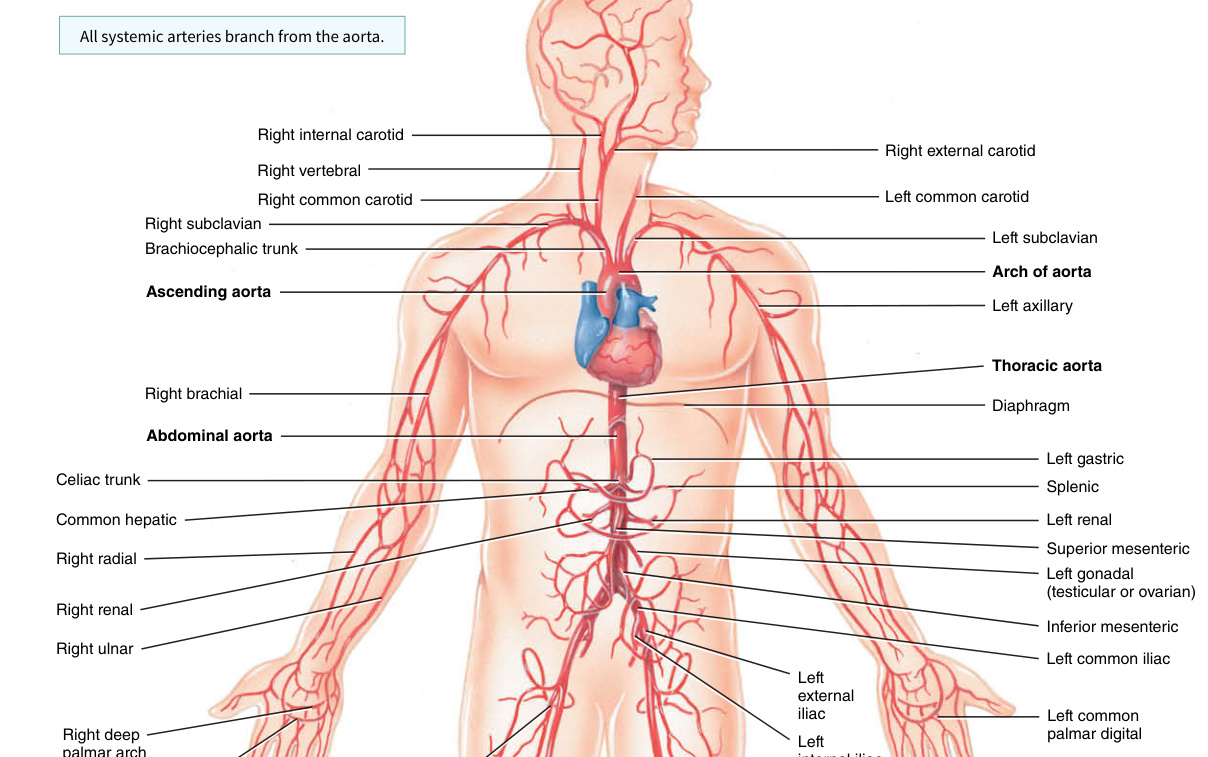 All systemic arteries branch from the aorta.
Right internal carotid
Right vertebral
Right common carotid
Right subclavian
Brachiocephalic trunk
Ascending aorta
Right brachial
Abdominal aorta
Celiac trunk
Common hepatic
Right radial
Right renal
Right ulnar
Right deep
palmar arch
Right external carotid
Left common carotid
Left subclavian
Arch of aorta
Left axillary
Thoracic aorta
Diaphragm
Left gastric
Splenic
Left renal
Superior mesenteric
Left gonadal
(testicular or ovarian)
Inferior mesenteric
Left common iliac
Left
external
iliac
Left common
palmar digital
Left
internal iliac